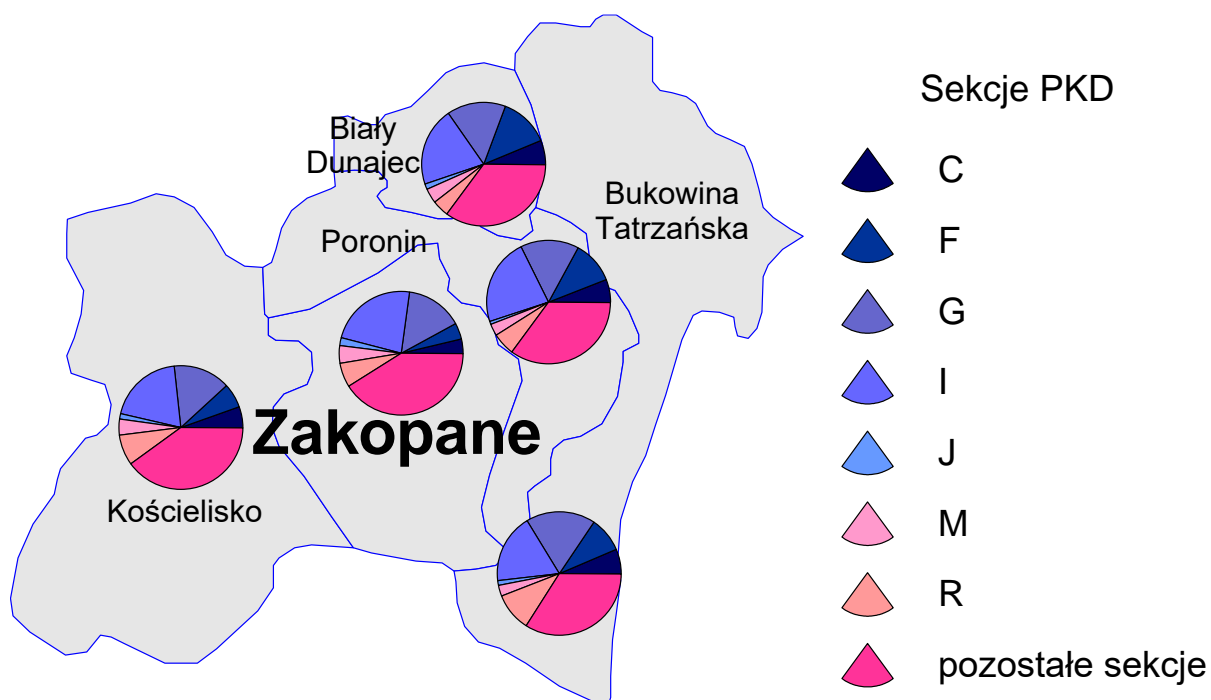 Sekcje PKD
Biały
Dunajec
Bukowina
Tatrzańska
Poronin
Zakopane
Kościelisko
C
F
G
I
J
M
R
pozostałe sekcje